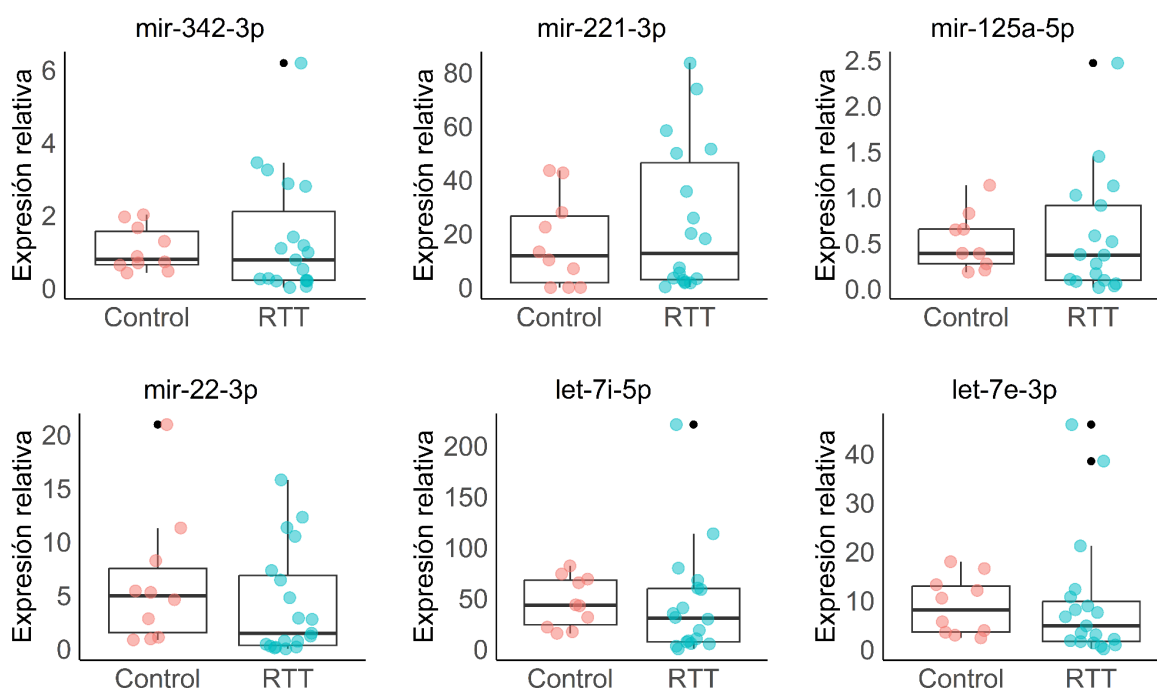 mir-342-3p
Expresión relativa
6
4
2
0
Control RTT
mir-221-3p
Expresión relativa
80
60
40
20
0
Control RTT
mir-125a-5p
Expresión relativa
2.5
2.0
1.5
1.0
0.5
0.0
Control RTT
mir-22-3p
Expresión relativa
20
15
10
5
0
Control RTT
let-7i-5p
Expresión relativa
200
150
100
50
0
Control RTT
let-7e-3p
Expresión relativa
40
30
20
10
0
Control RTT